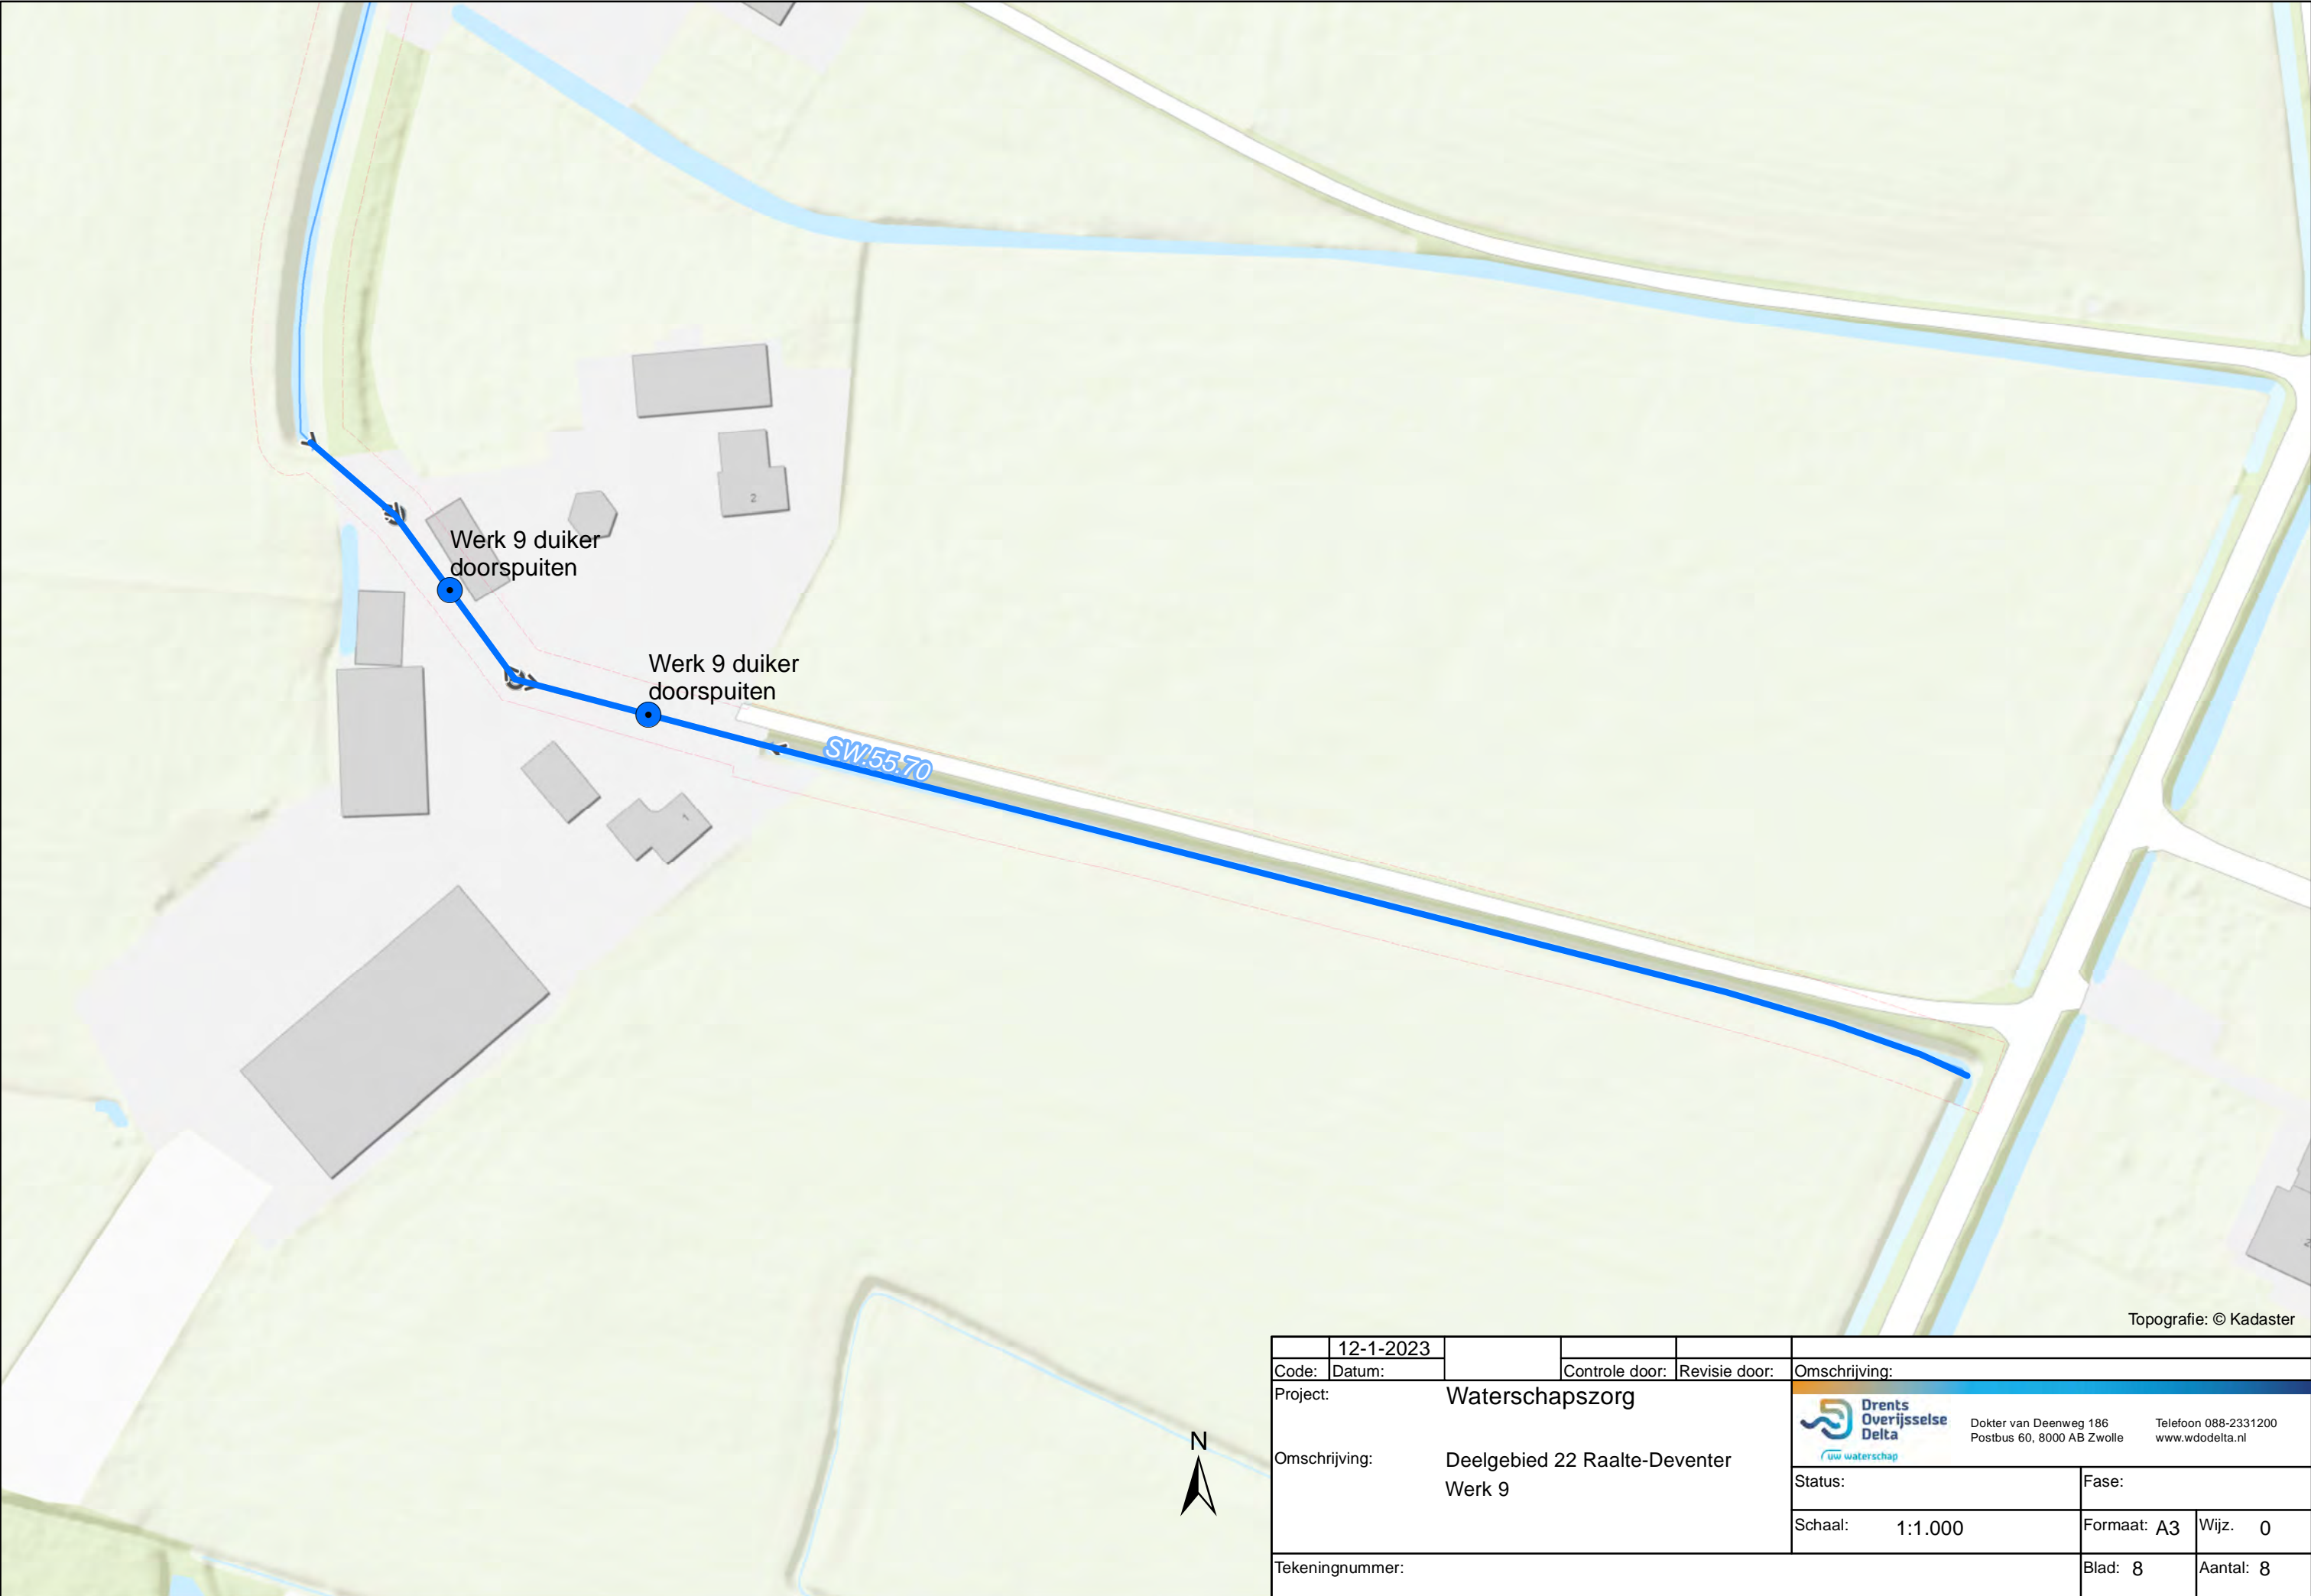 2
Werk 9 duiker
doorspuiten
Werk 9 duiker
doorspuiten
SW.55.70
1
2
Topografie: © Kadaster
N
12-1-2023
Code: Datum: Controle door: Revisie door: Omschrijving:
Project: Waterschapszorg
Omschrijving: Deelgebied 22 Raalte-Deventer
Werk 9
Drents
Overijsselse
Delta
uw waterschap
Dokter van Deenweg 186
Postbus 60, 8000 AB Zwolle
Telefoon 088-2331200
www.wdodelta.nl
Status: Fase:
Schaal: 1:1.000 Formaat: A3 Wijz. 0
Tekeningnummer: Blad: 8 Aantal: 8